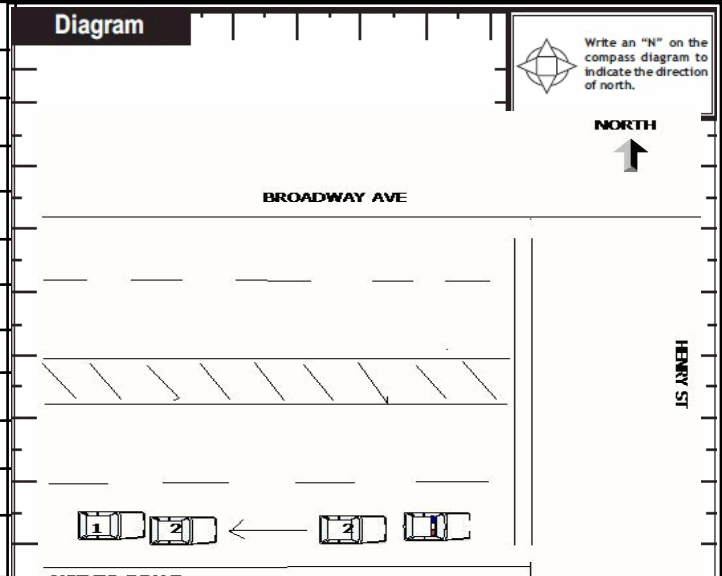 Diagram
Write an “N” on the
compass diagram to
indicate the direction
of north.
NORTH
BROADWAY AVE
HENRY ST
1
2
2